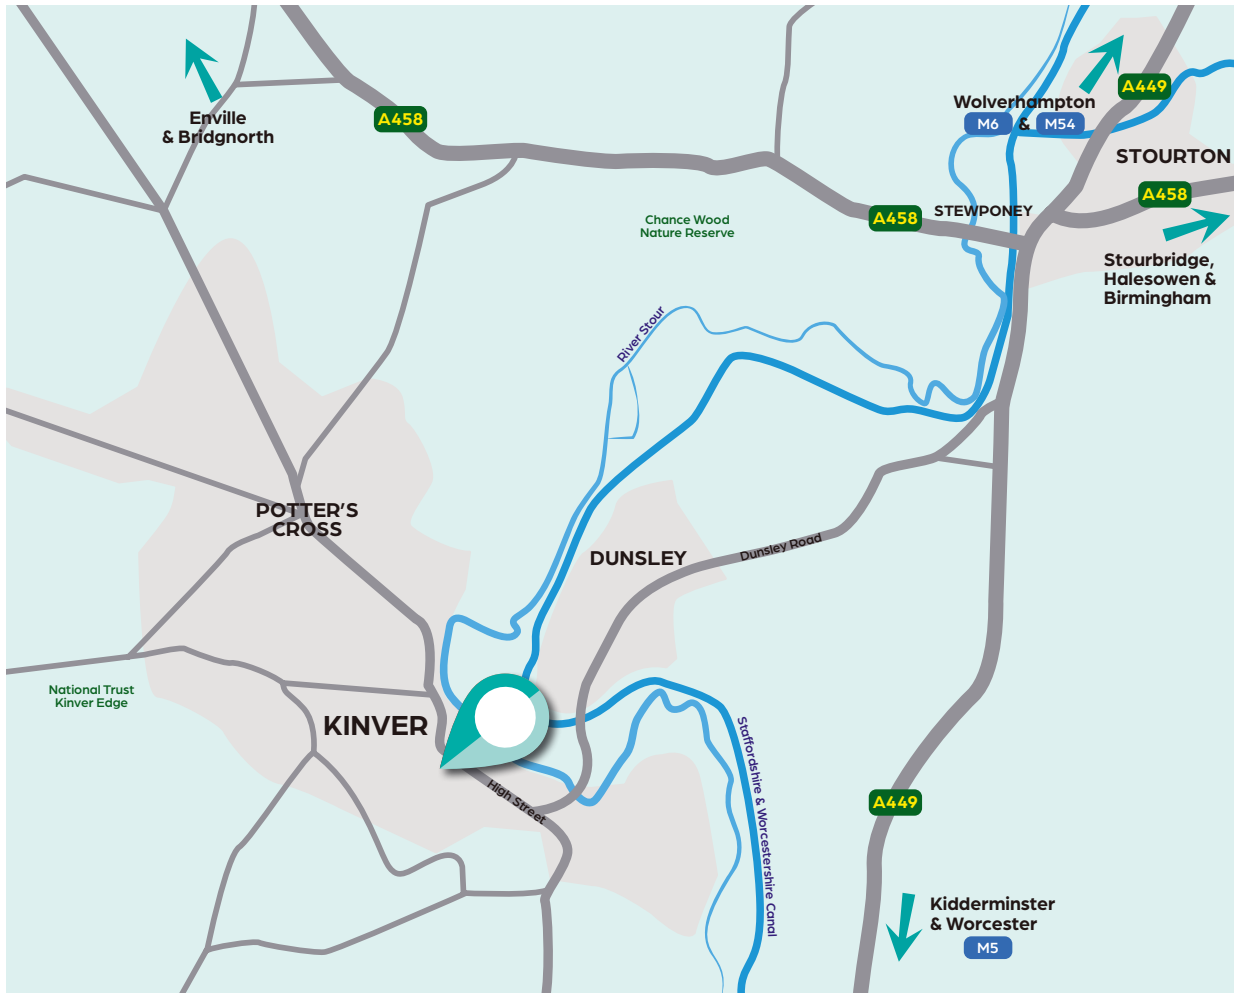 Enville
& Bridgnorth
A458
Wolverhampton
M6 & M54
A449
STOURTON
A458
STEWPONEY
A458
Stourbridge,
Halesowen &
Birmingham
Chance Wood
Nature Reserve
River Stour
POTTER'S
CROSS
DUNSLEY
Dunsley Road
National Trust
Kinver Edge
KINVER
High Street
Staffordshire & Worcestershire Canal
A449
Kidderminster
& Worcester
M5